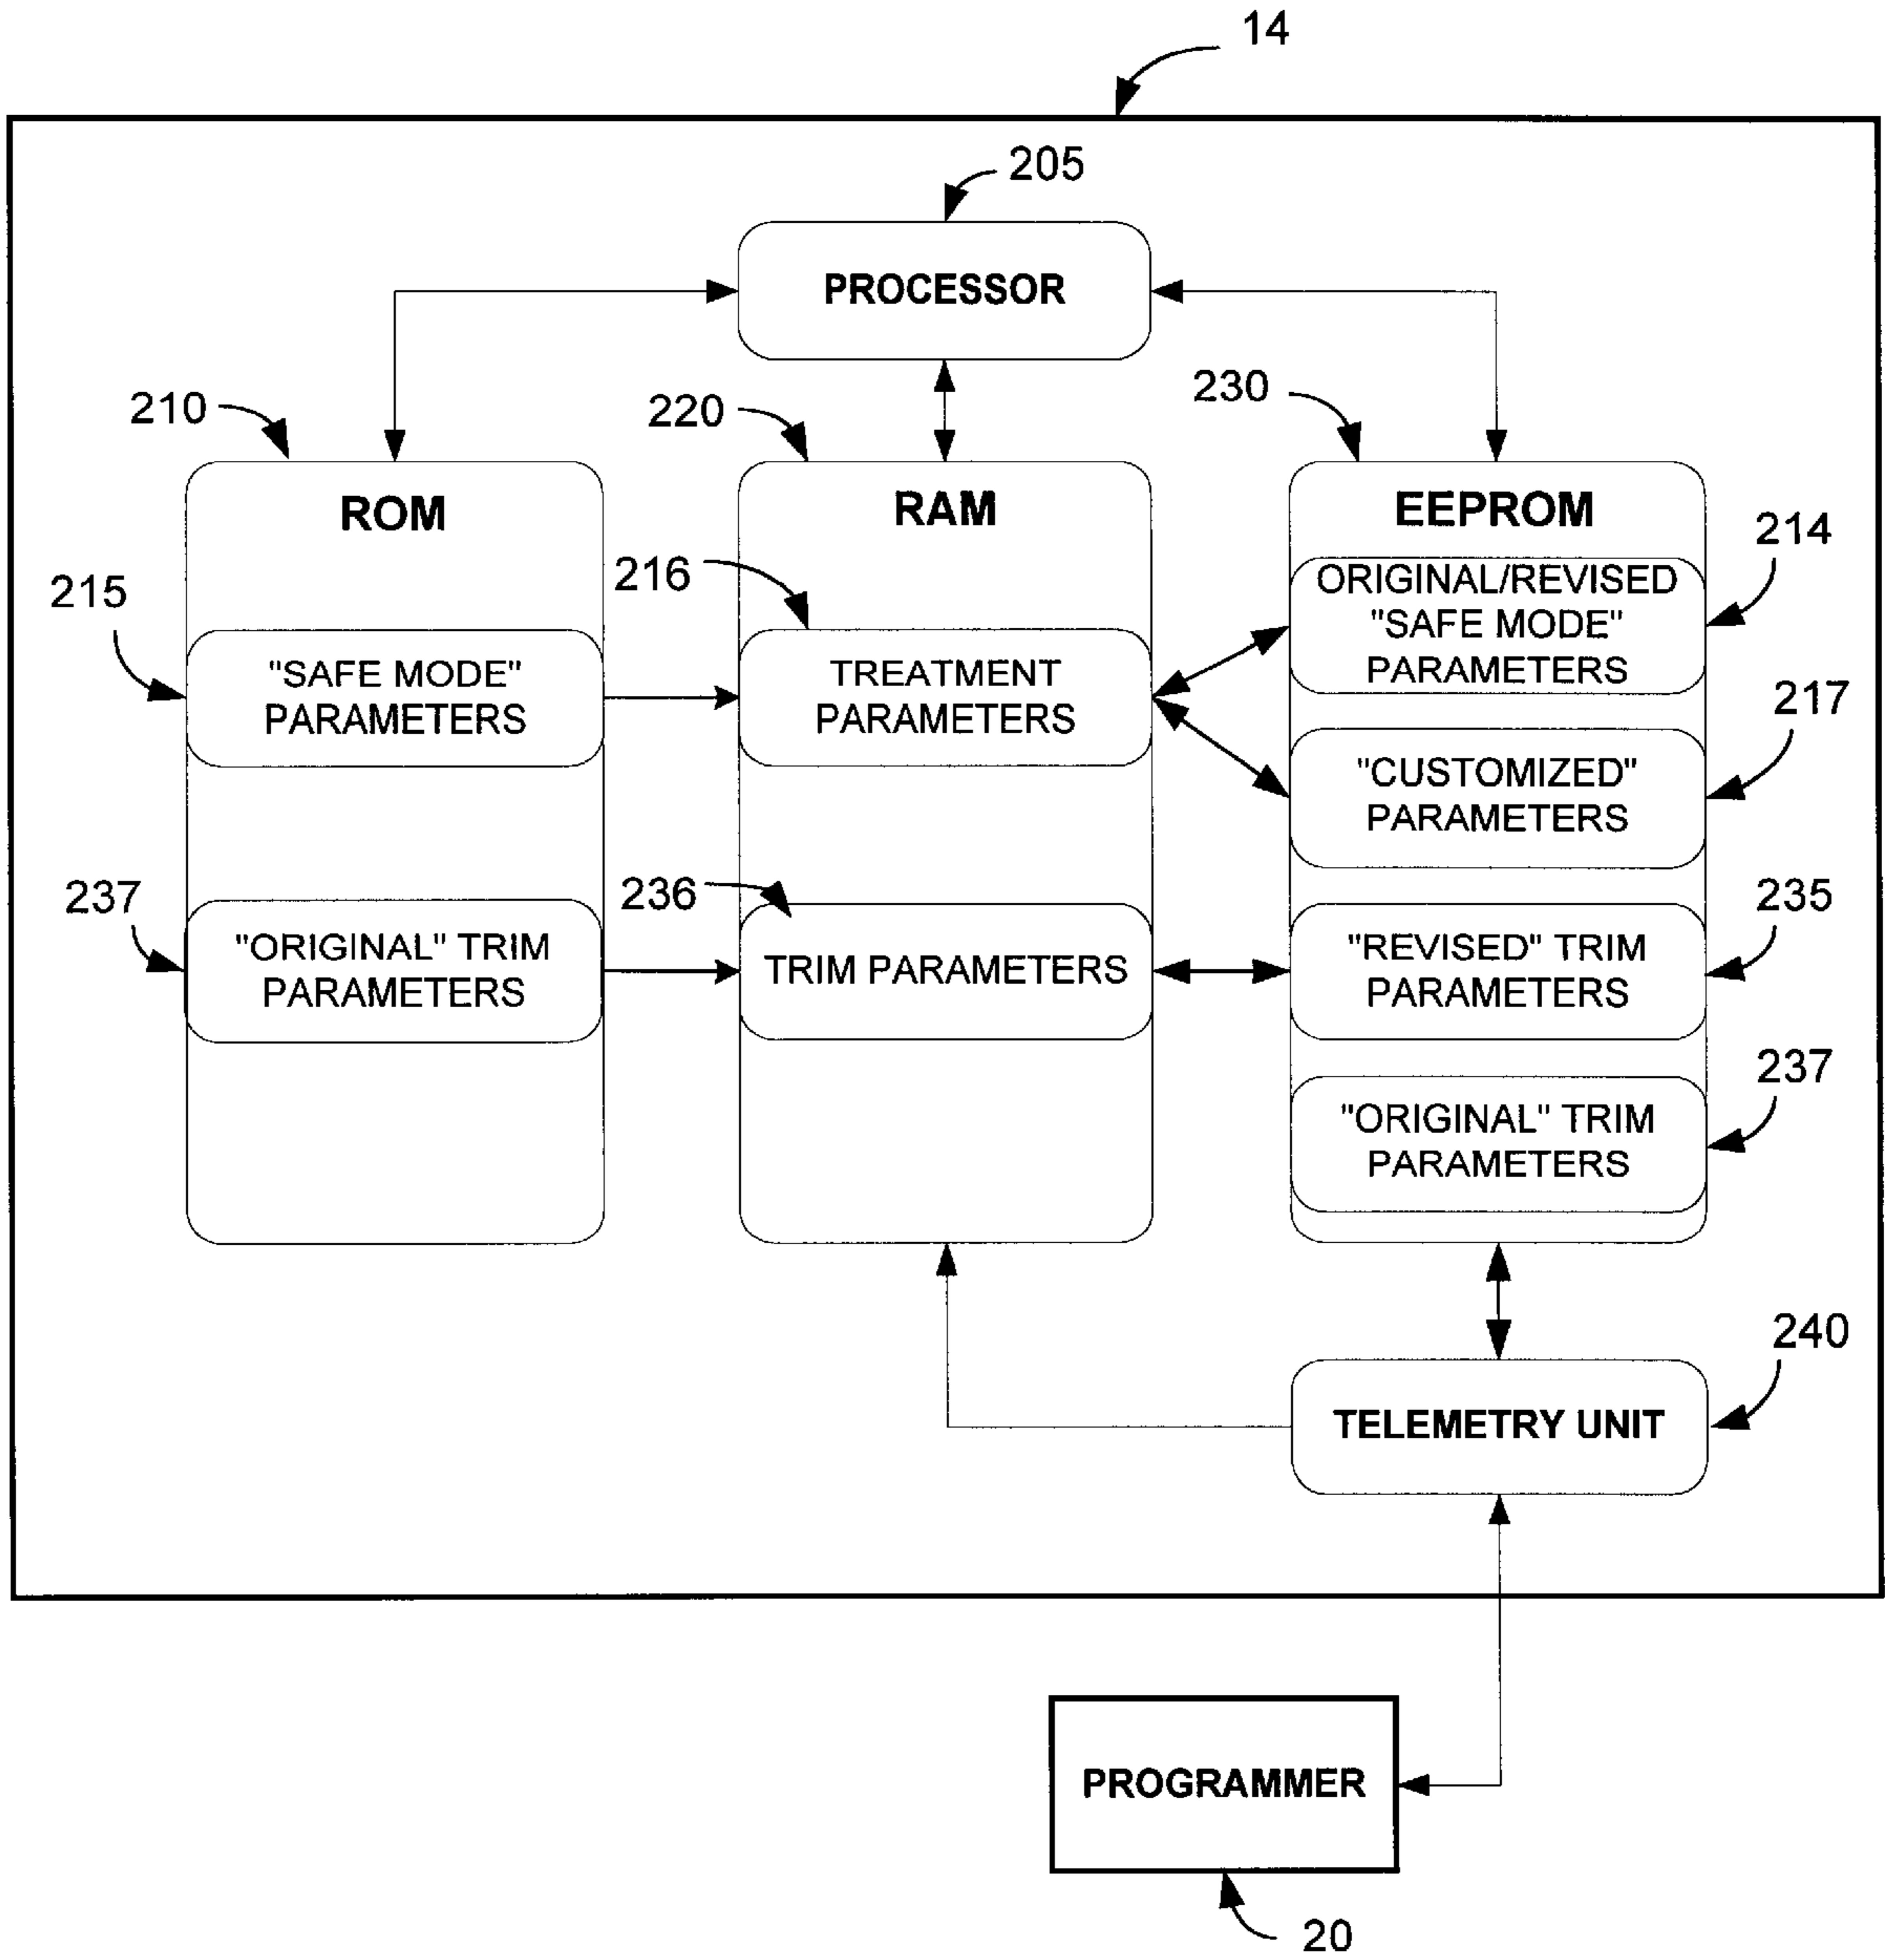 14
205
PROCESSOR
210
220
230
ROM
RAM
EEPROM
215
216
214
"SAFE MODE"
PARAMETERS
TREATMENT
PARAMETERS
ORIGINAL/REVISED
"SAFE MODE"
PARAMETERS
217
"CUSTOMIZED"
PARAMETERS
237
236
235
"ORIGINAL" TRIM
PARAMETERS
TRIM PARAMETERS
"REVISED" TRIM
PARAMETERS
237
"ORIGINAL" TRIM
PARAMETERS
240
TELEMETRY UNIT
PROGRAMMER
20